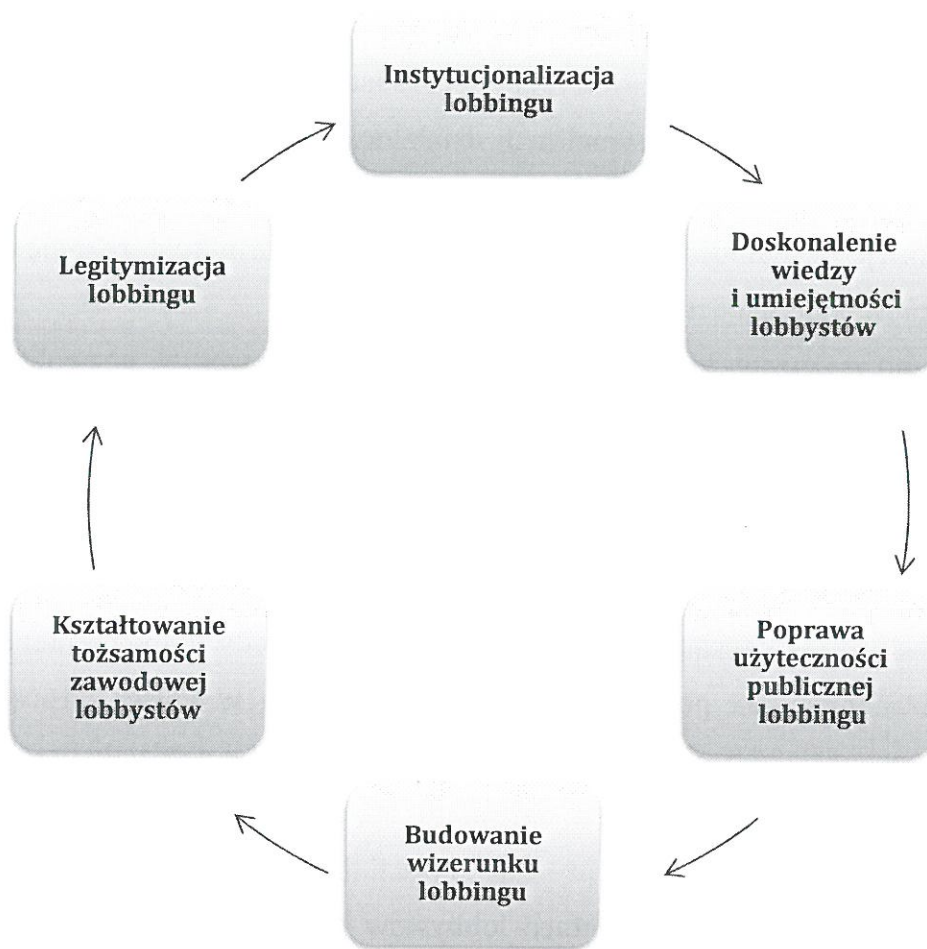 Instytucjonalizacja
lobbingu
Doskonalenie
wiedzy
i umiejętności
lobbystów
Poprawa
użyteczności
publicznej
lobbingu
Budowanie
wizerunku
lobbingu
Kształtowanie
tożsamości
zawodowej
lobbystów
Legitymizacja
lobbingu